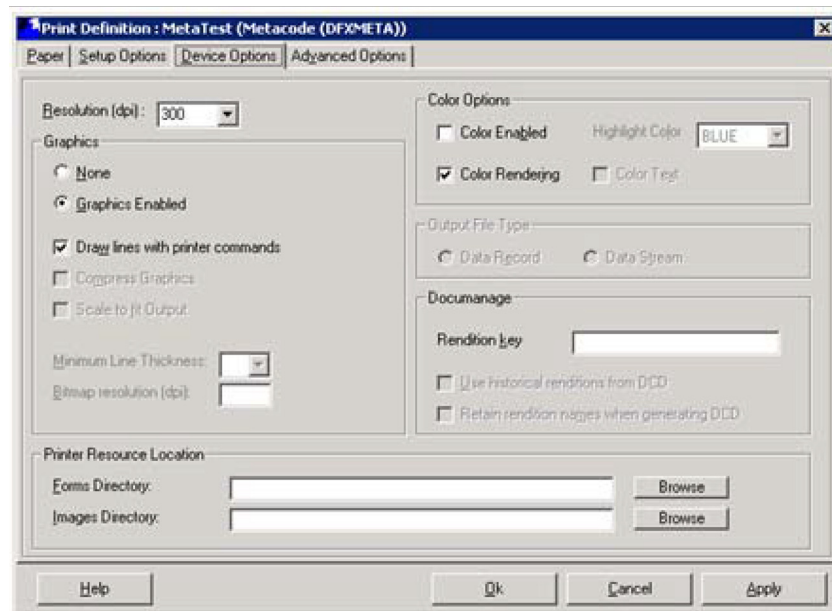 Print Definition : MetaTest (Metacode (DFXMETA))
Paper Setup Options Device Options Advanced Options
Resolution (dpi) : 300
Graphics
None
Graphics Enabled
Draw lines with printer commands
Compress Graphics
Scale to fit Output
Minimum Line Thickness:
Bitmap resolution (dpi):
Color Options
Color Enabled Highlight Color BLUE
Color Rendering Color Text
Output File Type
Data Record Data Stream
Documanage
Rendition key
Use historical renditions from DCD
Retain rendition names when generating DCD
Printer Resource Location
Forms Directory: Browse
Images Directory: Browse
Help Ok Cancel Apply